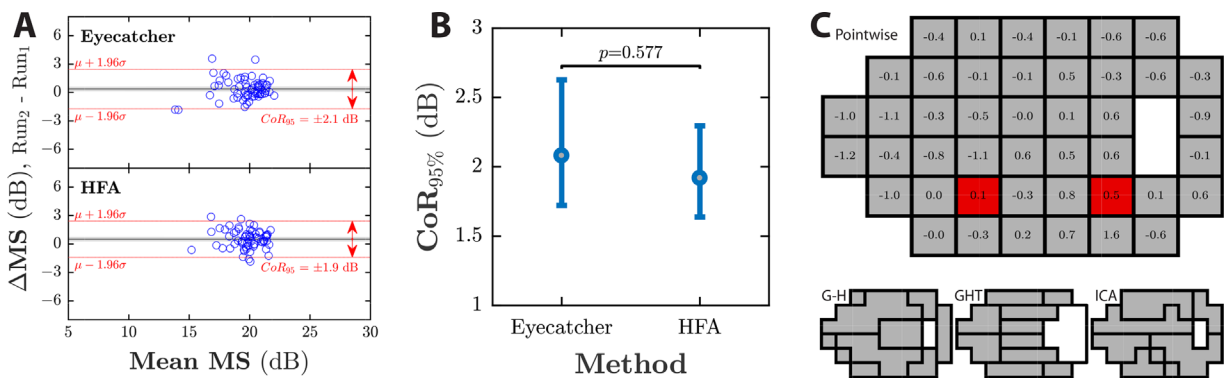 A
Eyecatcher
μ + 1.96σ
μ − 1.96σ
CoR95 = ±2.1 dB
HFA
μ + 1.96σ
μ − 1.96σ
CoR95 = ±1.9 dB
6
3
0
-3
-6
6
3
0
-3
-6
5 10 15 20 25 30
ΔMS (dB), Run2 - Run1
Mean MS (dB)
B
p=0.577
3
2.5
2
1.5
1
CoR95% (dB)
Eyecatcher HFA
Method
C
Pointwise
-0.4 0.1 -0.4 -0.1 -0.6 -0.6
-0.1 -0.6 -0.1 -0.1 0.5 -0.3 -0.6 -0.3
-1.0 -1.1 -0.3 -0.5 -0.0 0.1 0.6 -0.9
-1.2 -0.4 -0.8 -1.1 0.6 0.5 0.6 -0.1
-1.0 0.0 0.1 -0.3 0.8 0.5 0.1 0.6
-0.0 -0.3 0.2 0.7 1.6 -0.6
G-H GHT ICA